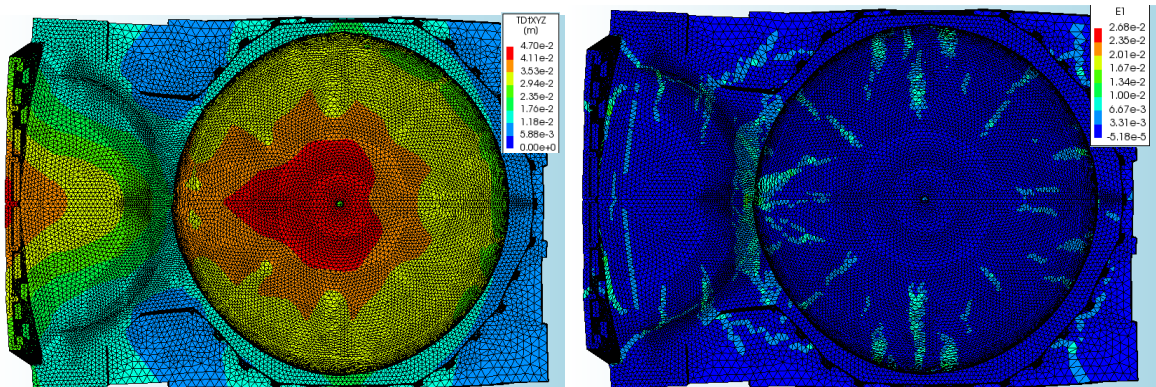 TDtXYZ
(m)
4.70e-2
4.11e-2
3.53e-2
2.94e-2
2.35e-2
1.76e-2
1.18e-2
5.88e-3
0.00e+0
E1
2.68e-2
2.35e-2
2.01e-2
1.67e-2
1.34e-2
1.00e-2
6.67e-3
3.31e-3
-5.18e-5